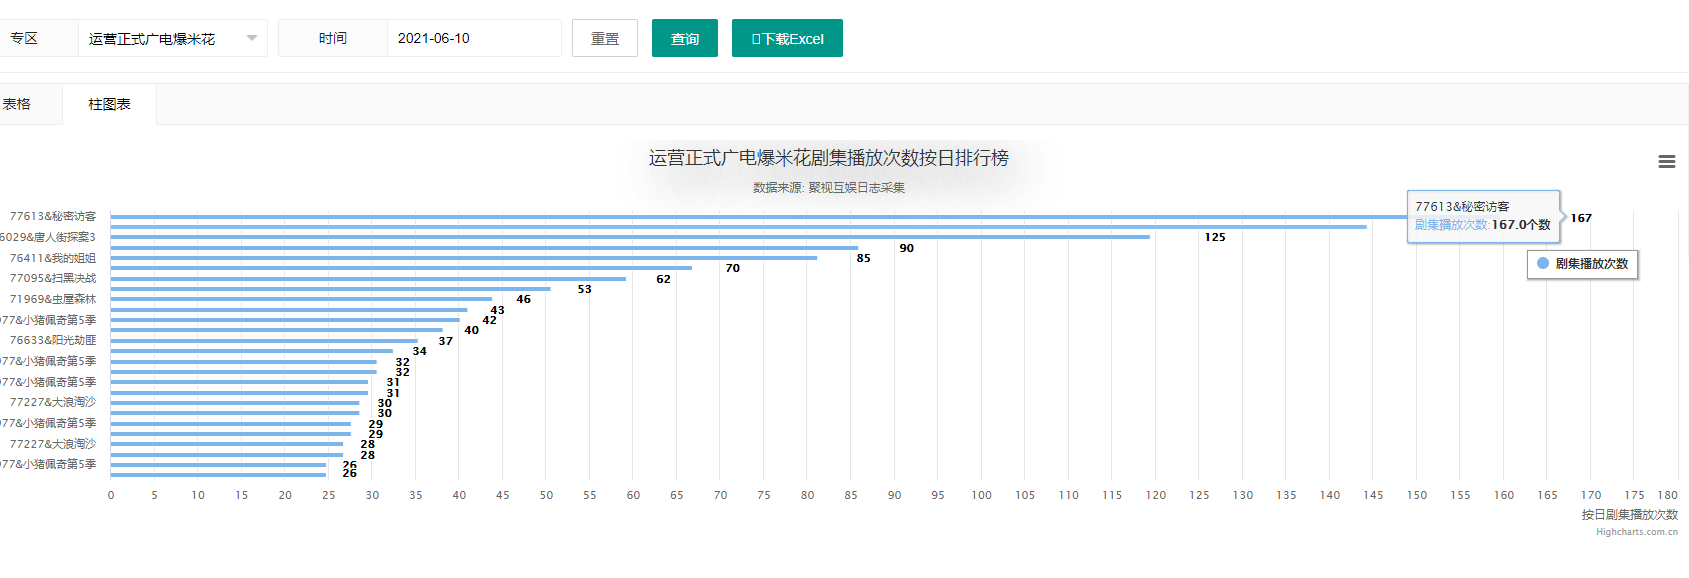 专区
运营正式广电爆米花
时间
2021-06-10
重置
查询
下载Excel
表格
柱图表
运营正式广电爆米花剧集播放次数按日排行榜
数据来源: 聚视互娱日志采集
77613&秘密访客
6029&唐人街探案3
76411&我的姐姐
77095&扫黑决战
71969&虫屋森林
977&小猪佩奇第5季
76633&阳光劫匪
977&小猪佩奇第5季
977&小猪佩奇第5季
77227&大浪淘沙
977&小猪佩奇第5季
77227&大浪淘沙
977&小猪佩奇第5季
77613&秘密访客
剧集播放次数:167.0个数
167
剧集播放次数
125
90
85
70
62
53
46
43
42
40
37
34
32
32
31
31
30
30
29
29
28
28
26
26
0 5 10 15 20 25 30 35 40 45 50 55 60 65 70 75 80 85 90 95 100 105 110 115 120 125 130 135 140 145 150 155 160 165 170 175 180
按日剧集播放次数
Highcharts.com.cn